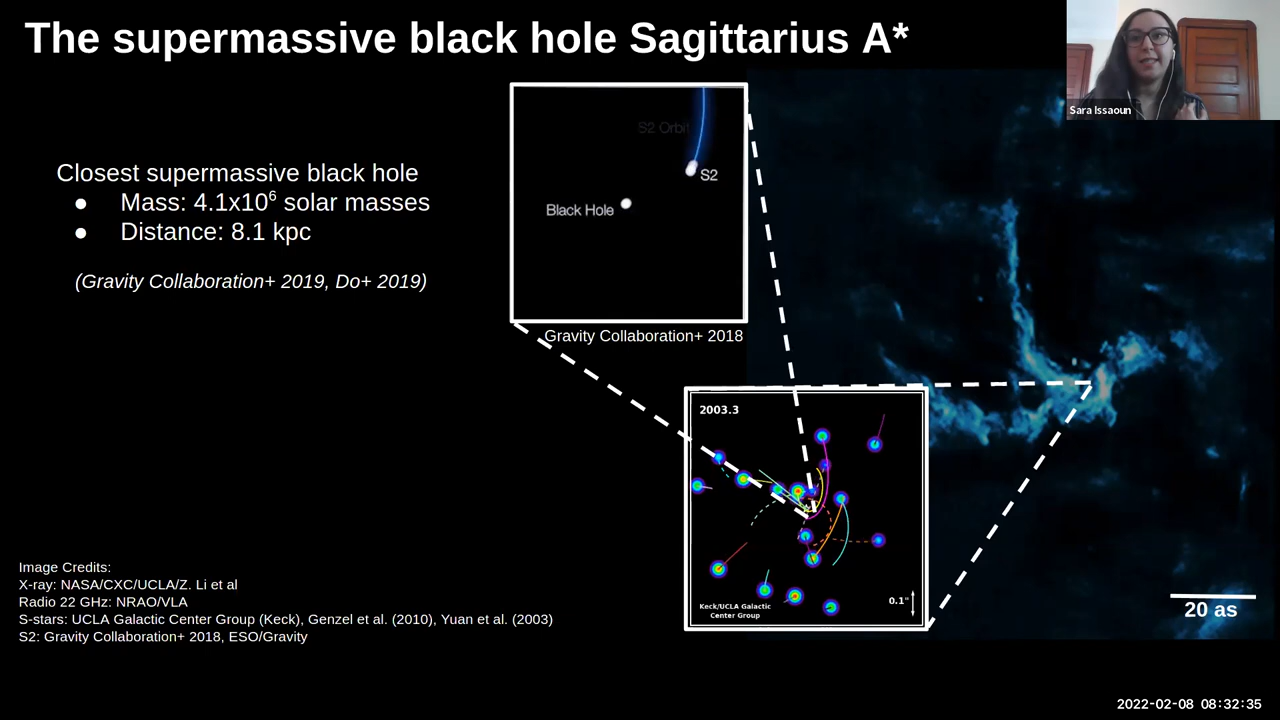 The supermassive black hole Sagittarius A*
Sara Issaoun
Closest supermassive black hole
● Mass: 4.1x10⁶ solar masses
● Distance: 8.1 kpc
(Gravity Collaboration+ 2019, Do+ 2019)
S2 Orbit
S2
Black Hole
Gravity Collaboration+ 2018
2003.3
Keck/UCLA Galactic
Center Group
0.1"
20 as
Image Credits:
X-ray: NASA/CXC/UCLA/Z. Li et al
Radio 22 GHz: NRAO/VLA
S-stars: UCLA Galactic Center Group (Keck), Genzel et al. (2010), Yuan et al. (2003)
S2: Gravity Collaboration+ 2018, ESO/Gravity
2022-02-08 08:32:35